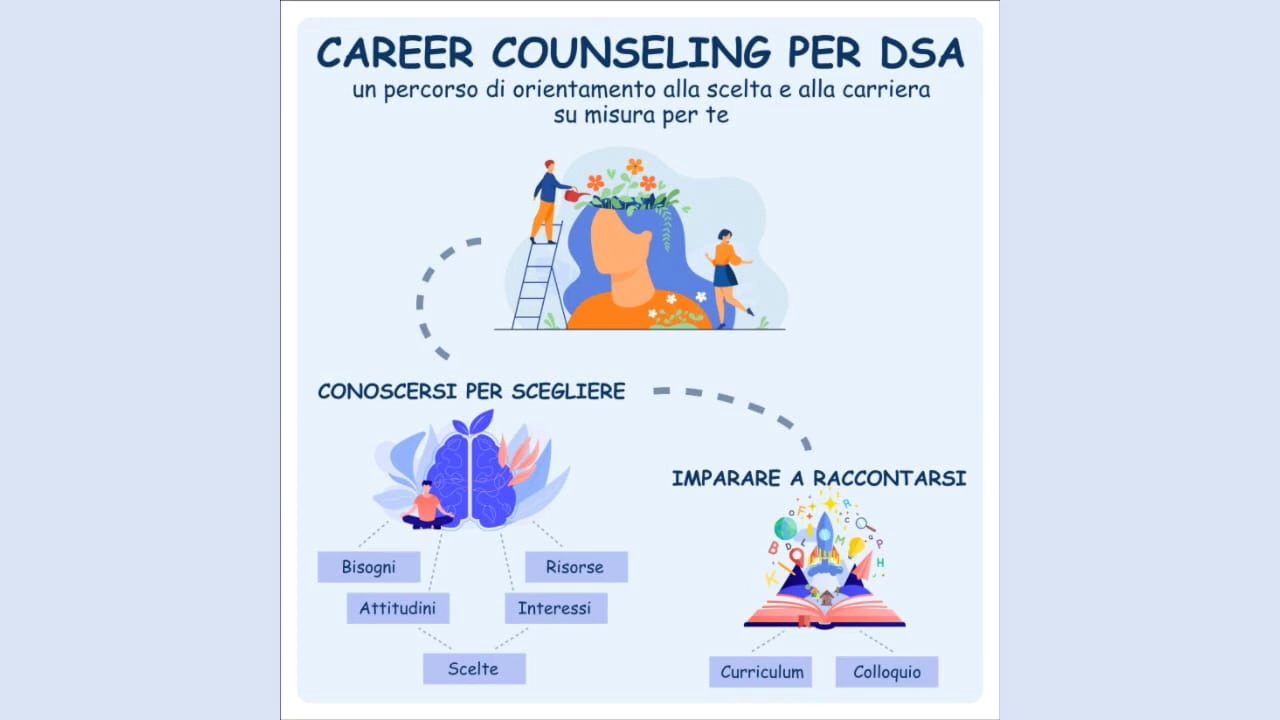 CAREER COUNSELING PER DSA
un percorso di orientamento alla scelta e alla carriera
su misura per te
CONOSCERSI PER SCEGLIERE
Bisogni
Risorse
Attitudini
Interessi
Scelte
IMPARARE A RACCONTARSI
Curriculum
Colloquio